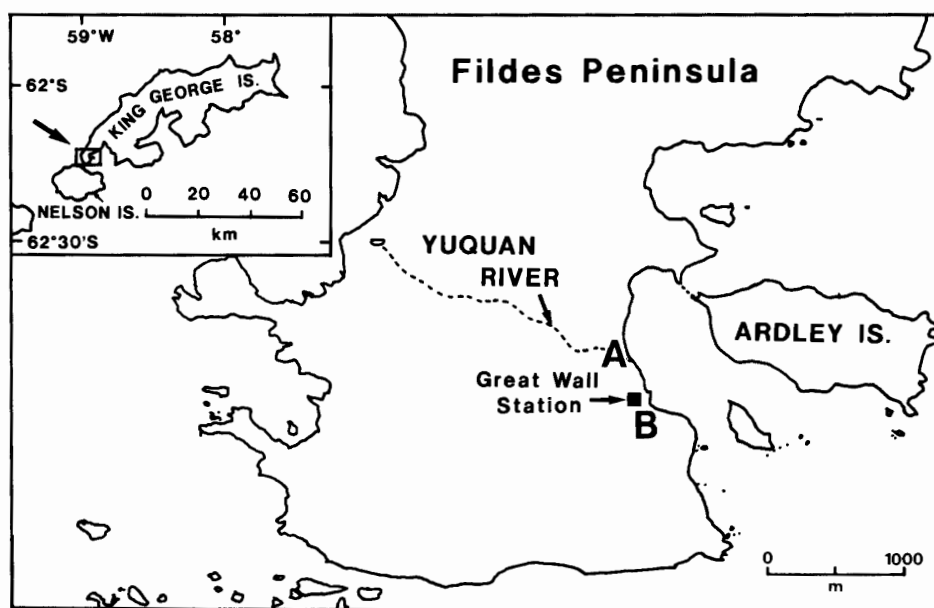 59°W 58°
62°S
KING GEORGE IS.
NELSON IS.
0 20 40 60
km
62°30'S
Fildes Peninsula
YUQUAN
RIVER
ARDLEY IS.
A
Great Wall
Station
B
0 1000
m